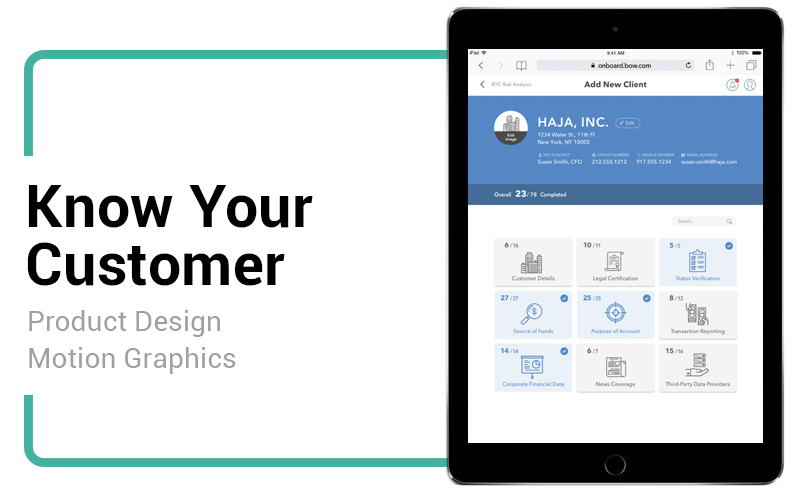 Know Your
Customer
Product Design
Motion Graphics
iPad
9:41 AM
100%
onboard.bow.com
KYC Risk Analysis
Add New Client
Edit
Image
HAJA, INC.
Edit
1234 Water St., 11th Fl.
New York, NY 10005
KEY CONTACT
Susan Smith, CFO
OFFICE NUMBER
212.555.1212
MOBILE NUMBER
917.555.1234
EMAIL ADDRESS
susan.smith@haja.com
Overall 23/78 Completed
Search...
6/16
Customer Details
10/11
Legal Certification
5/5
Status Verification
27/27
Source of Funds
25/25
Purpose of Account
8/12
Transaction Reporting
14/14
Corporate Financial Data
6/7
News Coverage
15/16
Third-Party Data Providers